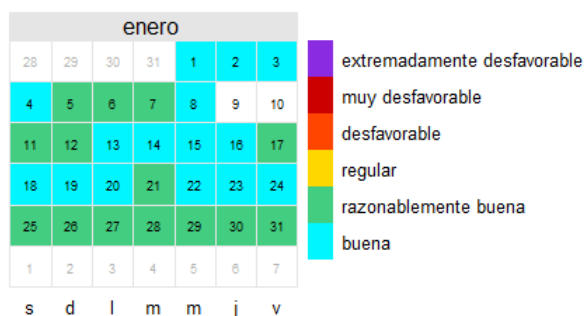 enero
28 29 30 31 1 2 3
4 5 6 7 8 9 10
11 12 13 14 15 16 17
18 19 20 21 22 23 24
25 26 27 28 29 30 31
1 2 3 4 5 6 7
s d l m m j v
extremadamente desfavorable
muy desfavorable
desfavorable
regular
razonablemente buena
buena